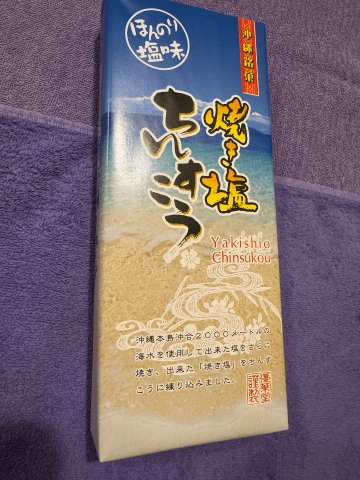 ほんのり
塩味
沖縄銘菓
焼き塩
ちんすこう
Yakishio
Chinsukou
沖縄本島沖合2000メートルの
海水を使用して出来た塩をさらに
焼き、出来た「焼き塩」をちんす
こうに練り込みました。
謹製